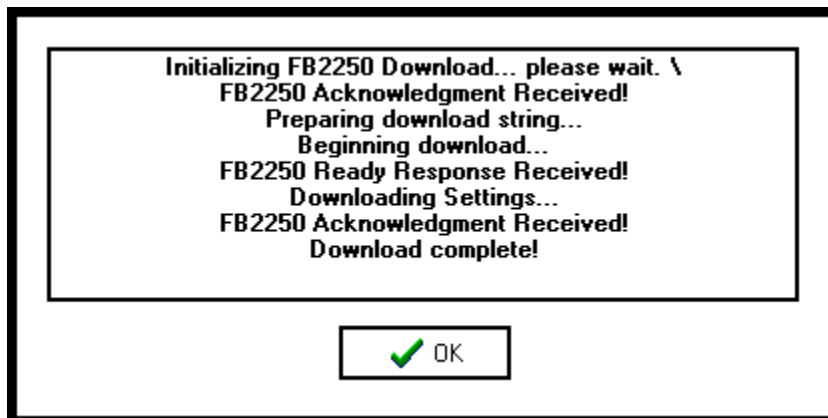 Initializing FB2250 Download... please wait. \
FB2250 Acknowledgment Received!
Preparing download string...
Beginning download...
FB2250 Ready Response Received!
Downloading Settings...
FB2250 Acknowledgment Received!
Download complete!
OK